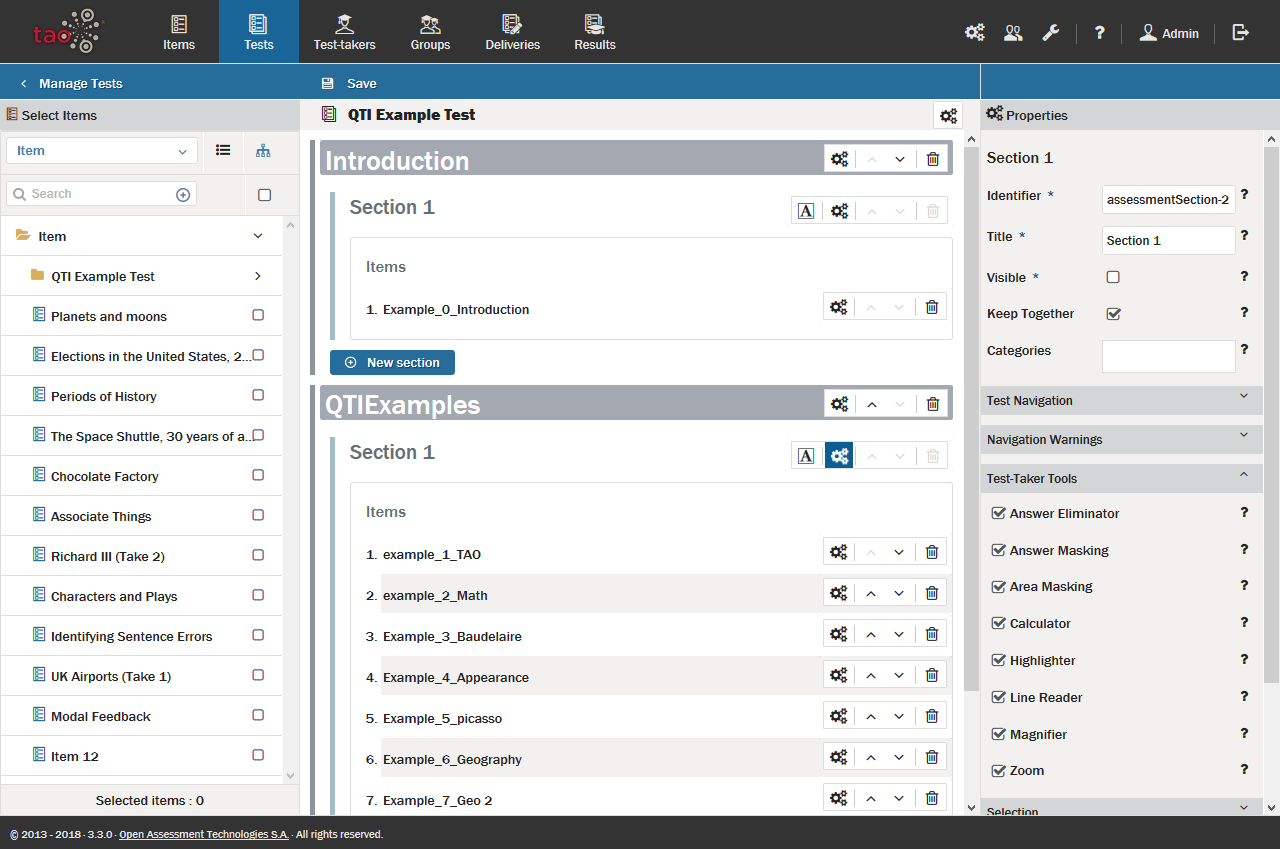 tao
Items
Tests
Test-takers
Groups
Deliveries
Results
?
Admin
Manage Tests
Save
Select Items
QTI Example Test
Properties
Item
Search
Item
QTI Example Test
Planets and moons
Elections in the United States, 2...
Periods of History
The Space Shuttle, 30 years of a...
Chocolate Factory
Associate Things
Richard III (Take 2)
Characters and Plays
Identifying Sentence Errors
UK Airports (Take 1)
Modal Feedback
Item 12
Selected items : 0
Introduction
Section 1
A
Items
1. Example_0_Introduction
New section
QTIExamples
Section 1
A
Items
1. example_1_TAO
2. example_2_Math
3. Example_3_Baudelaire
4. Example_4_Appearance
5. Example_5_picasso
6. Example_6_Geography
7. Example_7_Geo 2
Section 1
Identifier * assessmentSection-2 ?
Title * Section 1 ?
Visible * ?
Keep Together ?
Categories ?
Test Navigation
Navigation Warnings
Test-Taker Tools
Answer Eliminator ?
Answer Masking ?
Area Masking ?
Calculator ?
Highlighter ?
Line Reader ?
Magnifier ?
Zoom ?
Selection
© 2013 - 2018 · 3.3.0 · Open Assessment Technologies S.A. · All rights reserved.